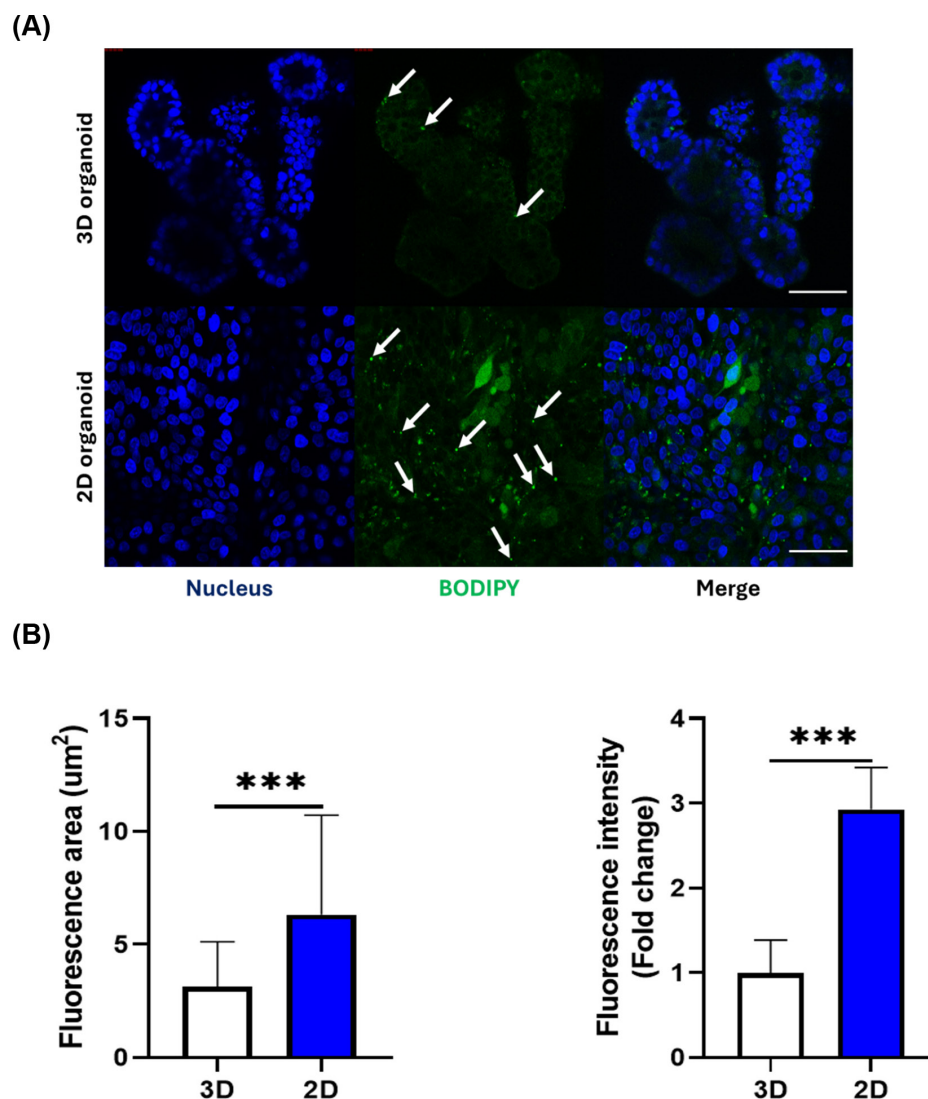 (A)
3D organoid
2D organoid
Nucleus
BODIPY
Merge
(B)
Fluorescence area (um²)
15
10
5
0
***
3D
2D
Fluorescence intensity
(Fold change)
4
3
2
1
0
***
3D
2D